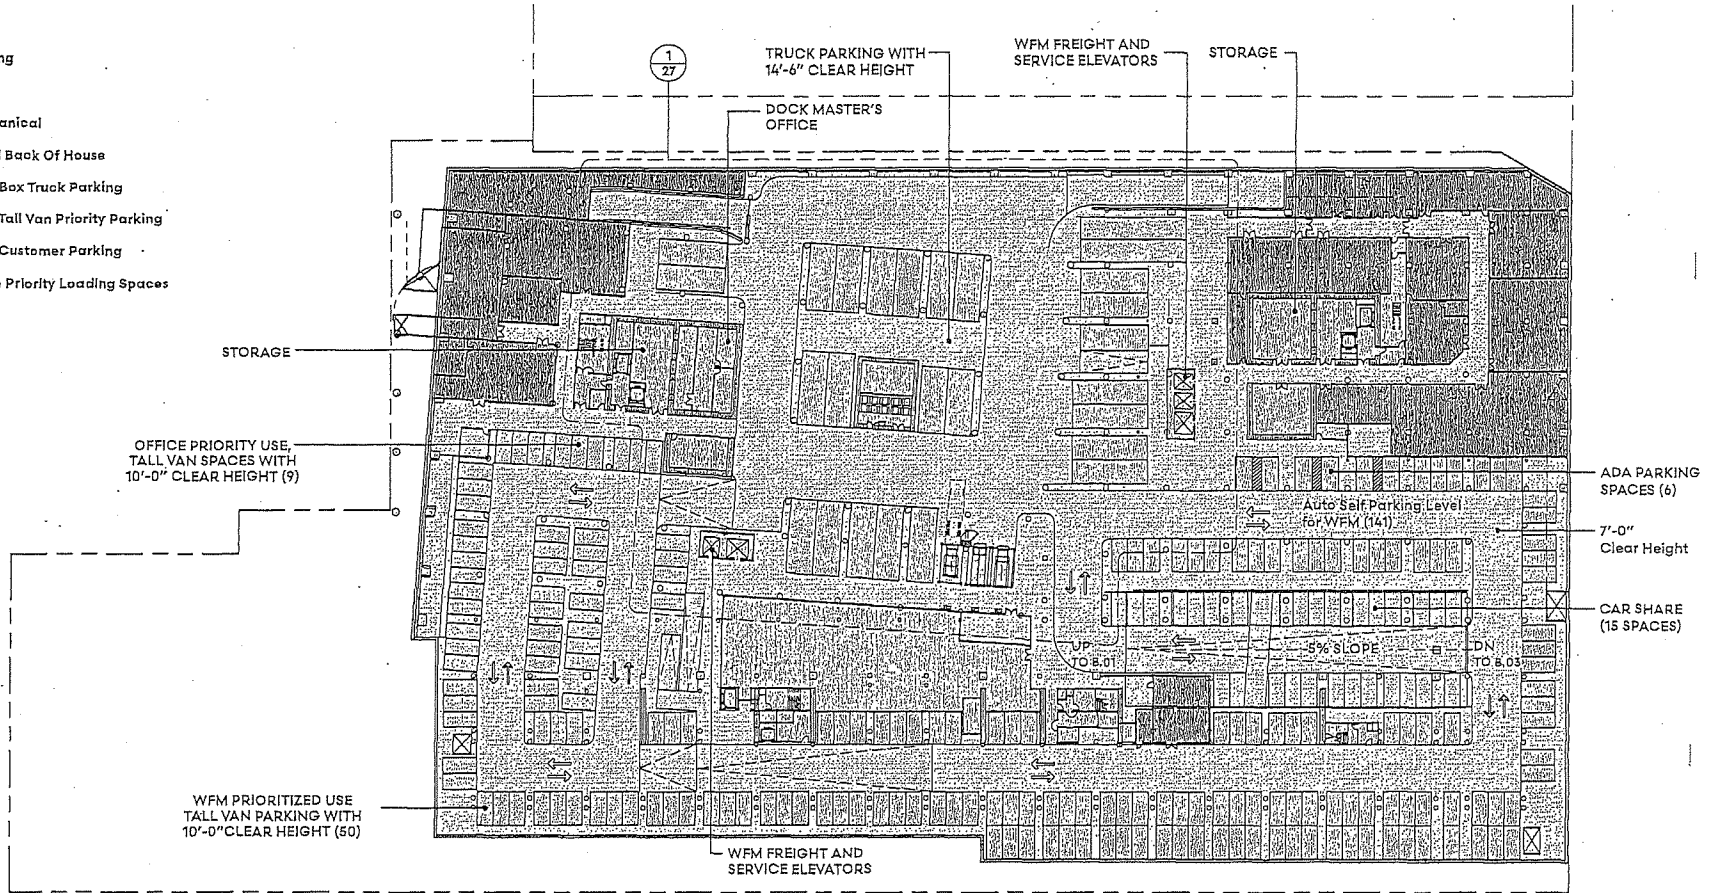 ng
anical
Back Of House
Box Truck Parking
Tall Van Priority Parking
Customer Parking
Priority Loading Spaces
1
27
TRUCK PARKING WITH
14'-6" CLEAR HEIGHT
WFM FREIGHT AND
SERVICE ELEVATORS
STORAGE
DOCK MASTER'S
OFFICE
STORAGE
OFFICE PRIORITY USE,
TALL VAN SPACES WITH
10'-0" CLEAR HEIGHT (9)
ADA PARKING
SPACES (6)
Auto Self Parking Level
for WFM (141)
7'-0"
Clear Height
CAR SHARE
(15 SPACES)
UP
TO B.01
5% SLOPE
DN
TO B.03
WFM PRIORITIZED USE
TALL VAN PARKING WITH
10'-0"CLEAR HEIGHT (50)
WFM FREIGHT AND
SERVICE ELEVATORS